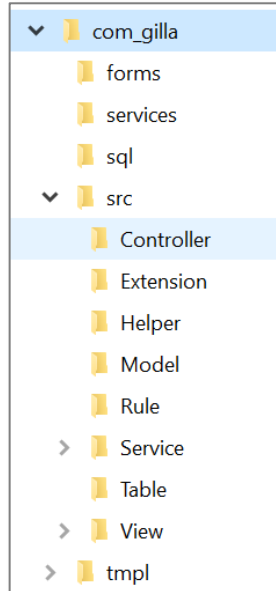 com_gilla
forms
services
sql
src
Controller
Extension
Helper
Model
Rule
Service
Table
View
tmpl